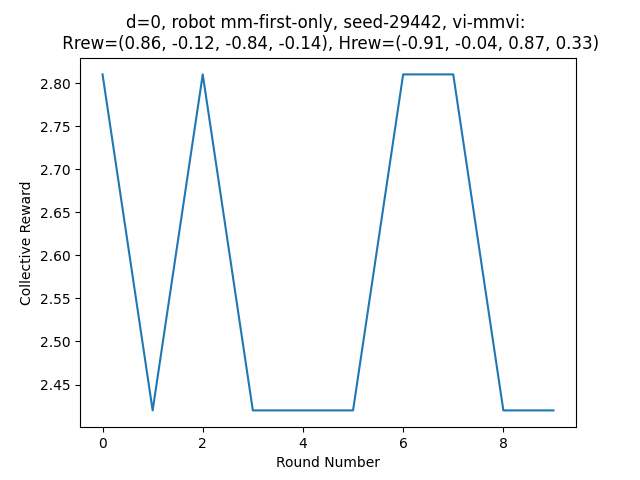 d=0, robot mm-first-only, seed-29442, vi-mmvi:
Rrew=(0.86, -0.12, -0.84, -0.14), Hrew=(-0.91, -0.04, 0.87, 0.33)
2.80
2.75
2.70
2.65
2.60
2.55
2.50
2.45
Collective Reward
0 2 4 6 8
Round Number